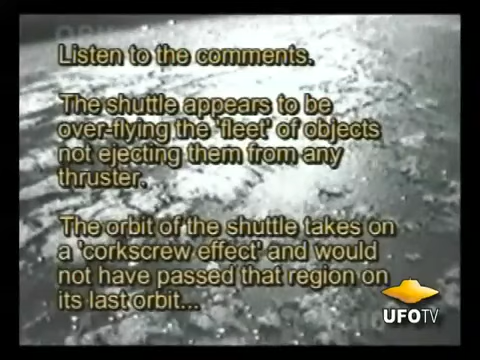 Listen to the comments.
The shuttle appears to be
over-flying the 'fleet' of objects
not ejecting them from any
thruster.
The orbit of the shuttle takes on
a 'corkscrew effect' and would
not have passed that region on
its last orbit...
UFOTV